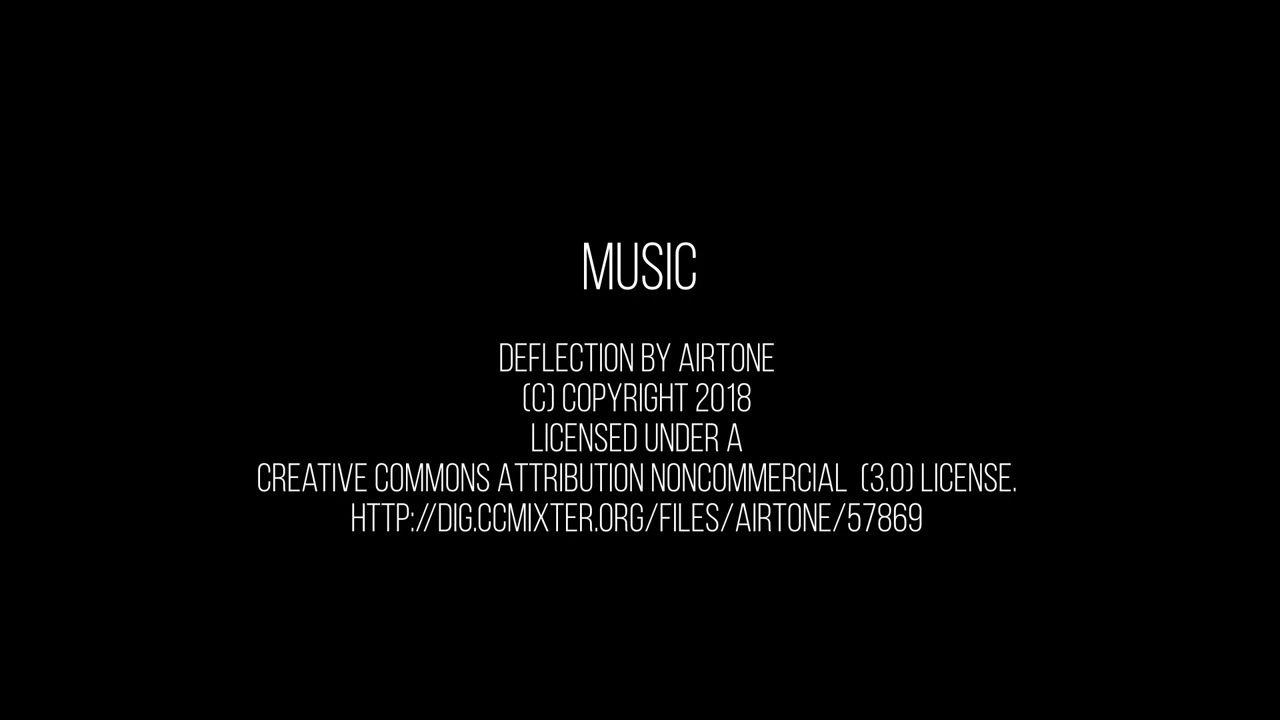 MUSIC
DEFLECTION BY AIRTONE
(C) COPYRIGHT 2018
LICENSED UNDER A
CREATIVE COMMONS ATTRIBUTION NONCOMMERCIAL (3.0) LICENSE.
HTTP://DIG.CCMIXTER.ORG/FILES/AIRTONE/57869